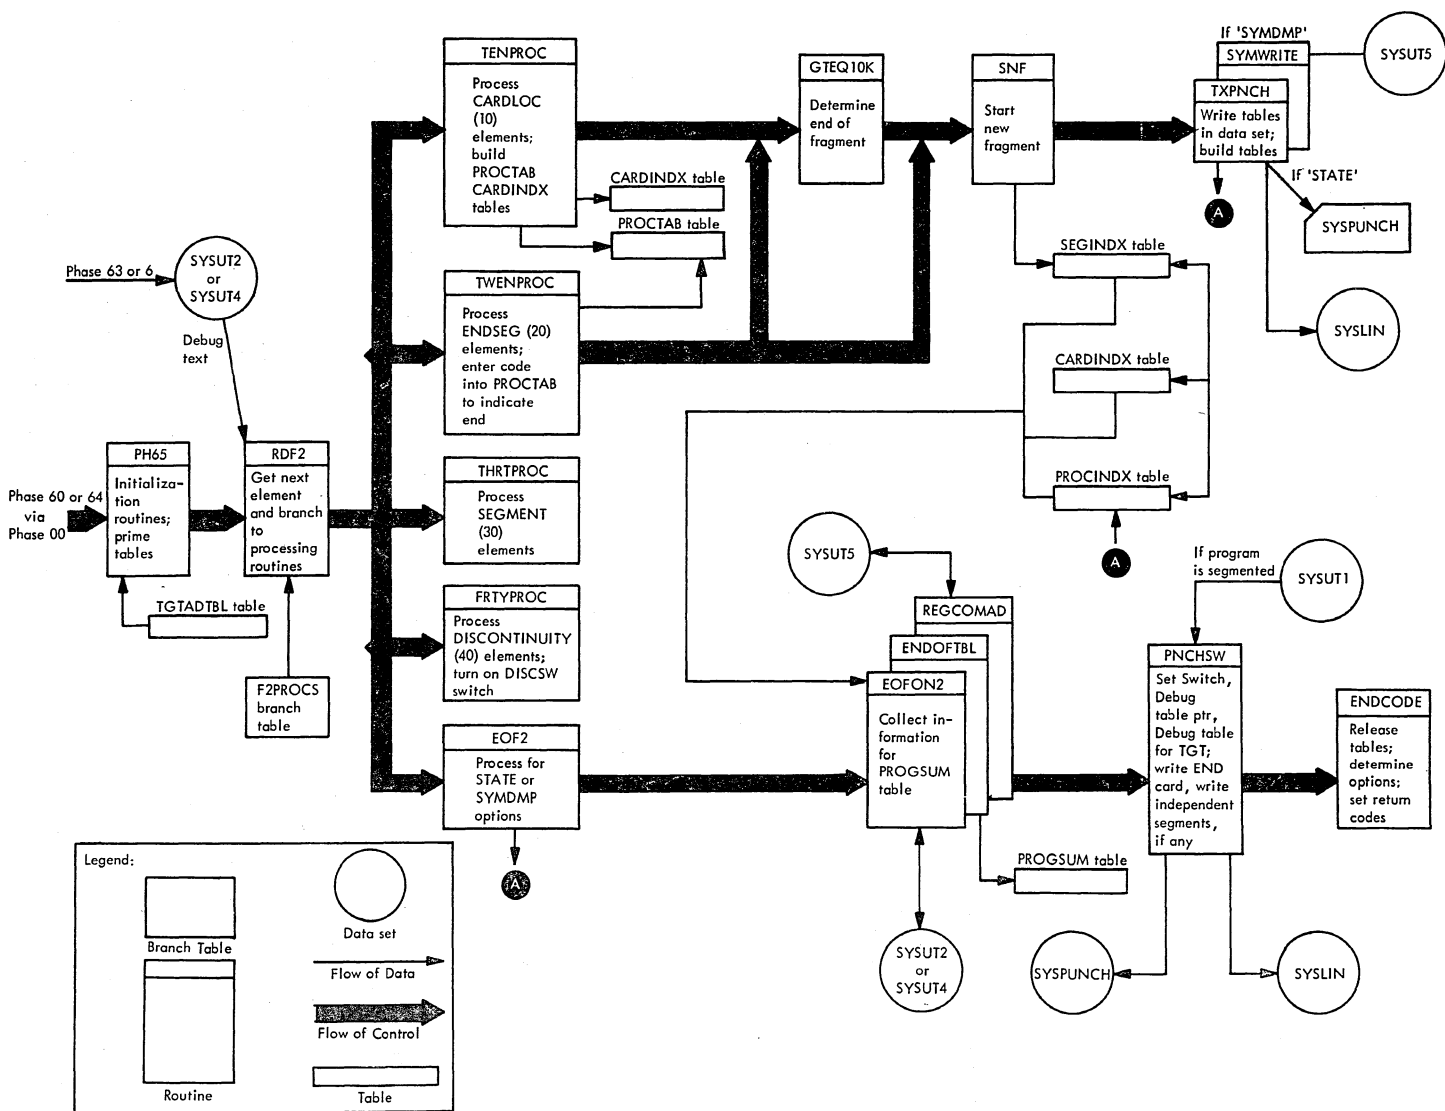 If 'SYMDMP'
SYMWRITE
SYSUT5
TXPNCH
Write tables
in data set;
build tables
A
If 'STATE'
SYSPUNCH
SYSLIN
TENPROC
Process
CARDLOC
(10)
elements;
build
PROCTAB
CARDINDX
tables
GTEQ10K
Determine
end of
fragment
SNF
Start
new
fragment
CARDINDX table
PROCTAB table
Phase 63 or 6
SYSUT2
or
SYSUT4
Debug
text
TWENPROC
Process
ENDSEG (20)
elements;
enter code
into PROCTAB
to indicate
end
SEGINDX table
CARDINDX table
PROCINDX table
A
Phase 60 or 64
via
Phase 00
PH65
Initializa-
tion
routines;
prime
tables
TGTADTBL table
RDF2
Get next
element
and branch
to
processing
routines
F2PROCS
branch
table
THRTPROC
Process
SEGMENT
(30)
elements
FRTYPROC
Process
DISCONTINUITY
(40) elements;
turn on DISCSW
switch
EOF2
Process for
STATE or
SYMDMP
options
A
SYSUT5
REGCOMAD
ENDOFTBL
EOFON2
Collect in-
formation
for
PROGSUM
table
PROGSUM table
SYSUT2
or
SYSUT4
If program
is segmented
SYSUT1
PNCHSW
Set Switch,
Debug
table ptr,
Debug table
for TGT;
write END
card, write
independent
segments,
if any
SYSPUNCH
SYSLIN
ENDCODE
Release
tables;
determine
options;
set return
codes
Legend:
Branch Table
Routine
Data set
Flow of Data
Flow of Control
Table